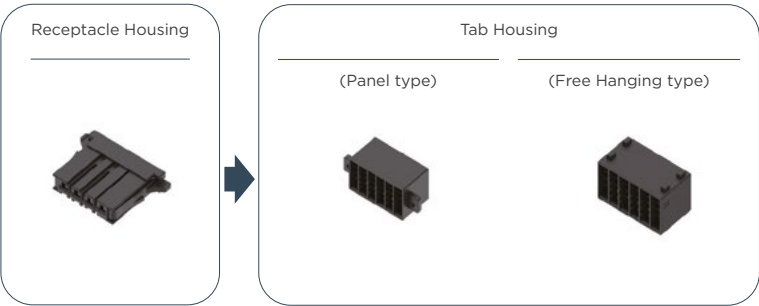 Receptacle Housing
Tab Housing
(Panel type)
(Free Hanging type)